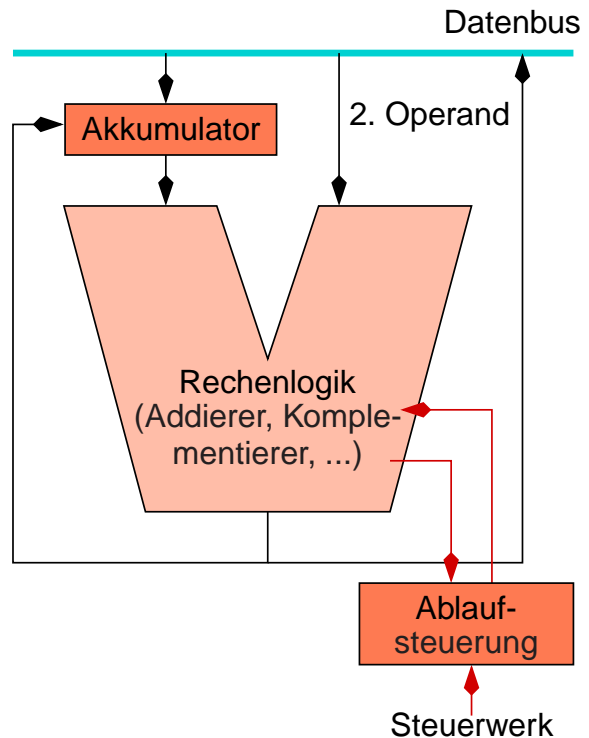 Datenbus
2. Operand
Akkumulator
Rechenlogik
(Addierer, Komple-
mentierer, ...)
Ablauf-
steuerung
Steuerwerk